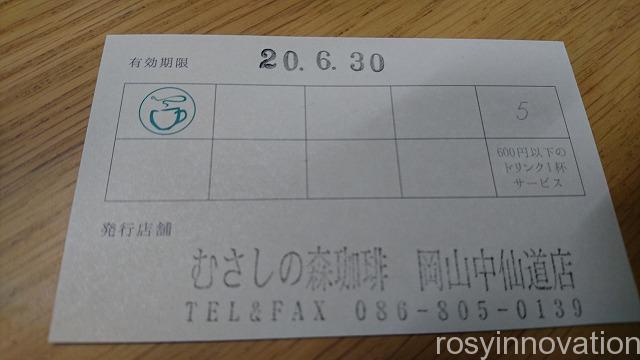 有効期限 20.6.30
5
600円以下の
ドリンク1杯
サービス
発行店舗
むさしの森珈琲 岡山中仙道店
TEL&FAX 086-805-0139
rosyinnovation